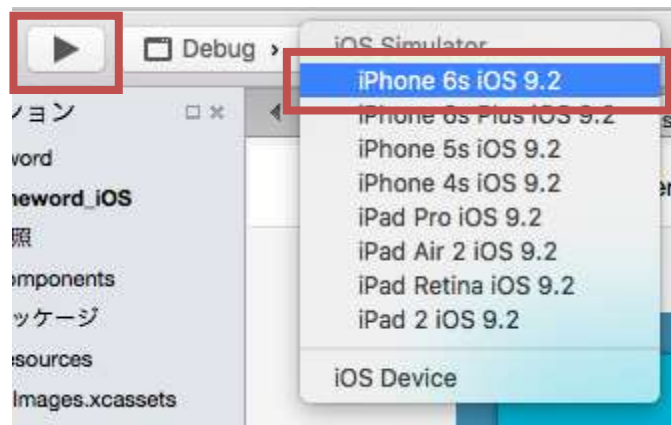 Debug
iOS Simulator
iPhone 6s iOS 9.2
iPhone 6s Plus iOS 9.2
iPhone 5s iOS 9.2
iPhone 4s iOS 9.2
iPad Pro iOS 9.2
iPad Air 2 iOS 9.2
iPad Retina iOS 9.2
iPad 2 iOS 9.2
iOS Device
ション
word
neword_iOS
照
omponents
ッケージ
esources
Images.xcassets